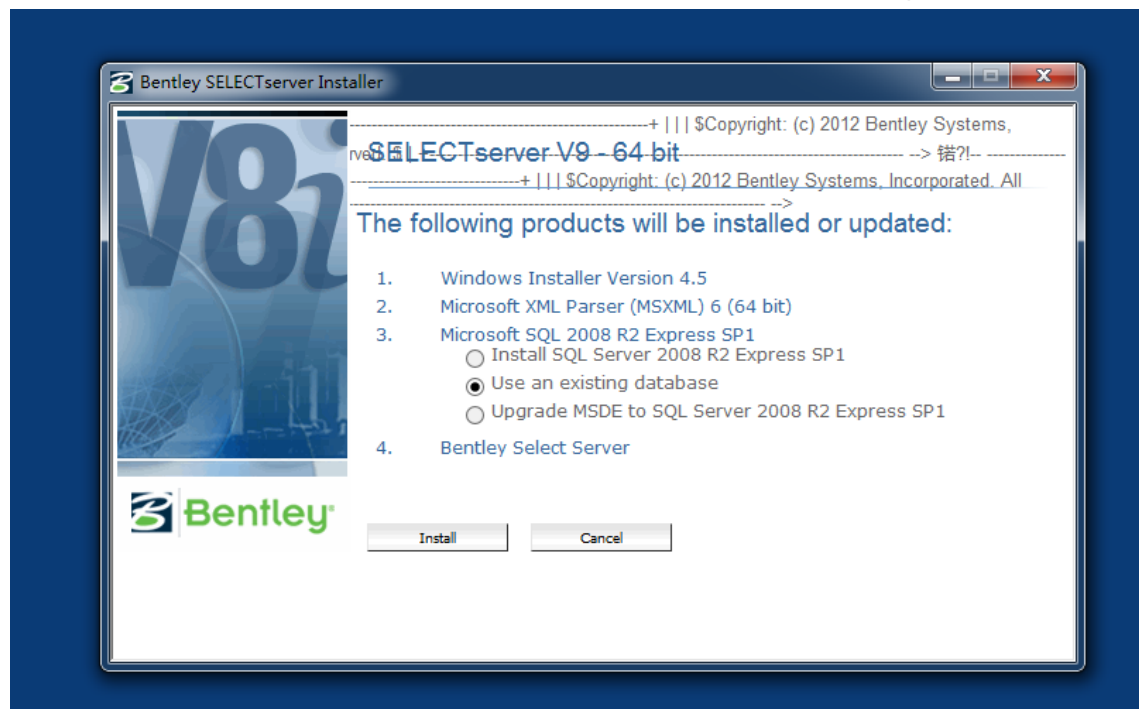 Bentley SELECTserver Installer
V8i
-----------------------------------------------------+ | | | $Copyright: (c) 2012 Bentley Systems,
SELECTserver V9 - 64 bit
--> 锘?!-- --------------
------------------------------+ | | | $Copyright: (c) 2012 Bentley Systems, Incorporated. All
-->
The following products will be installed or updated:
1. Windows Installer Version 4.5
2. Microsoft XML Parser (MSXML) 6 (64 bit)
3. Microsoft SQL 2008 R2 Express SP1
Install SQL Server 2008 R2 Express SP1
Use an existing database
Upgrade MSDE to SQL Server 2008 R2 Express SP1
4. Bentley Select Server
Bentley
Install Cancel